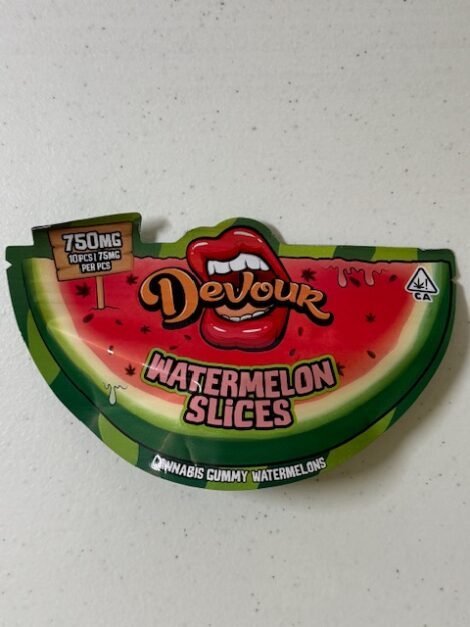 750MG
10PCS | 75MG
PER PCS
Devour
CA
WATERMELON
SLICES
CANNABIS GUMMY WATERMELONS